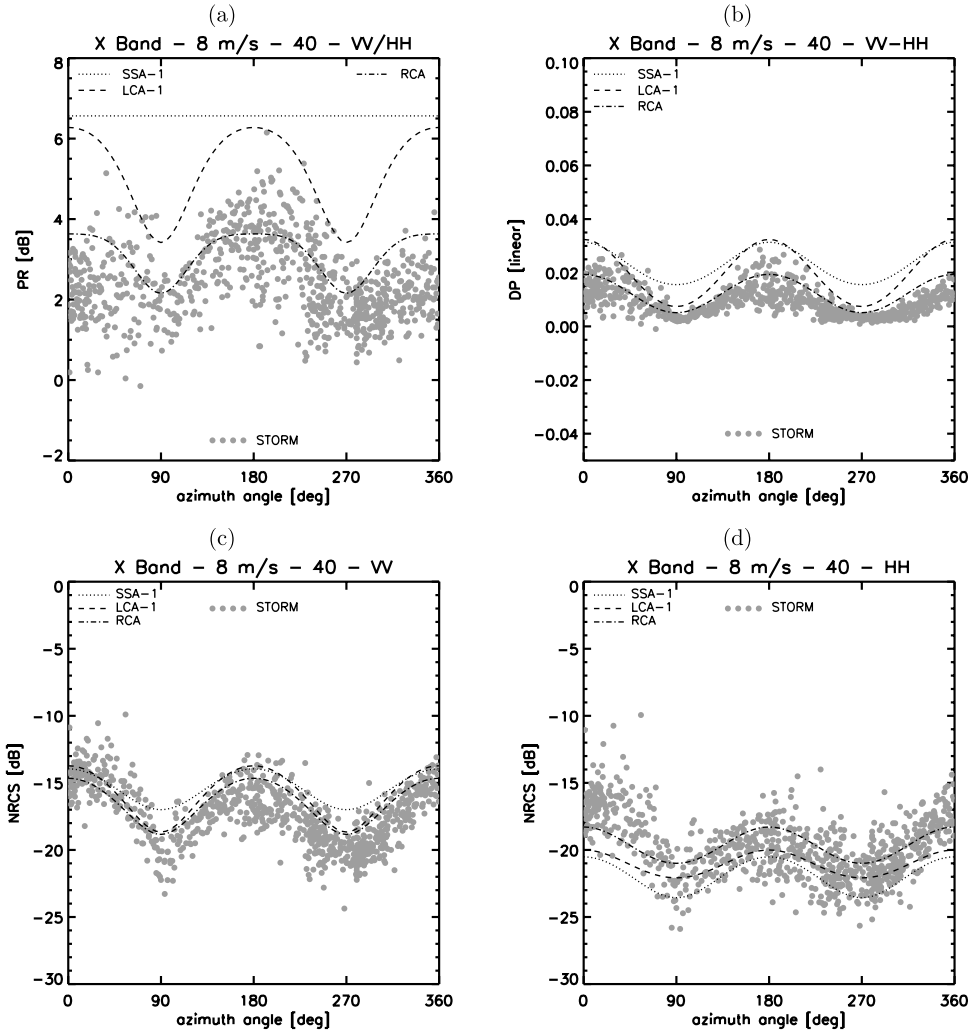 (a)
X Band - 8 m/s - 40 - VV/HH
SSA-1
LCA-1
RCA
STORM
PR [dB]
8
6
4
2
0
-2
0 90 180 270 360
azimuth angle [deg]
(b)
X Band - 8 m/s - 40 - VV-HH
SSA-1
LCA-1
RCA
STORM
DP [linear]
0.10
0.08
0.06
0.04
0.02
0.00
-0.02
-0.04
0 90 180 270 360
azimuth angle [deg]
(c)
X Band - 8 m/s - 40 - VV
SSA-1
LCA-1
RCA
STORM
NRCS [dB]
0
-5
-10
-15
-20
-25
-30
0 90 180 270 360
azimuth angle [deg]
(d)
X Band - 8 m/s - 40 - HH
SSA-1
LCA-1
RCA
STORM
NRCS [dB]
0
-5
-10
-15
-20
-25
-30
0 90 180 270 360
azimuth angle [deg]